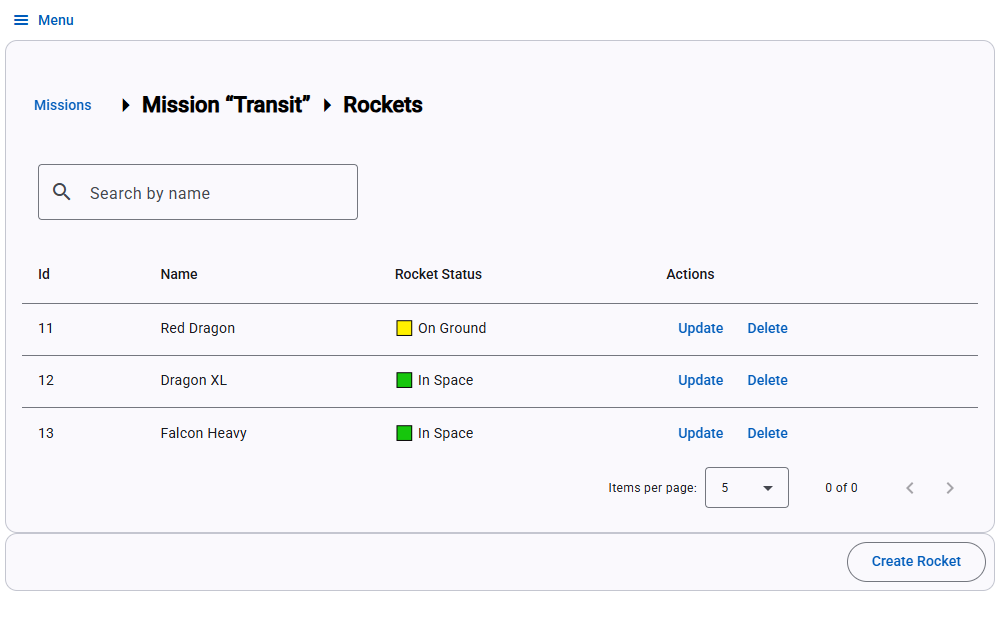 Menu
Missions Mission “Transit” Rockets
Search by name
Id Name Rocket Status Actions
11 Red Dragon On Ground Update Delete
12 Dragon XL In Space Update Delete
13 Falcon Heavy In Space Update Delete
Items per page: 5 0 of 0
Create Rocket